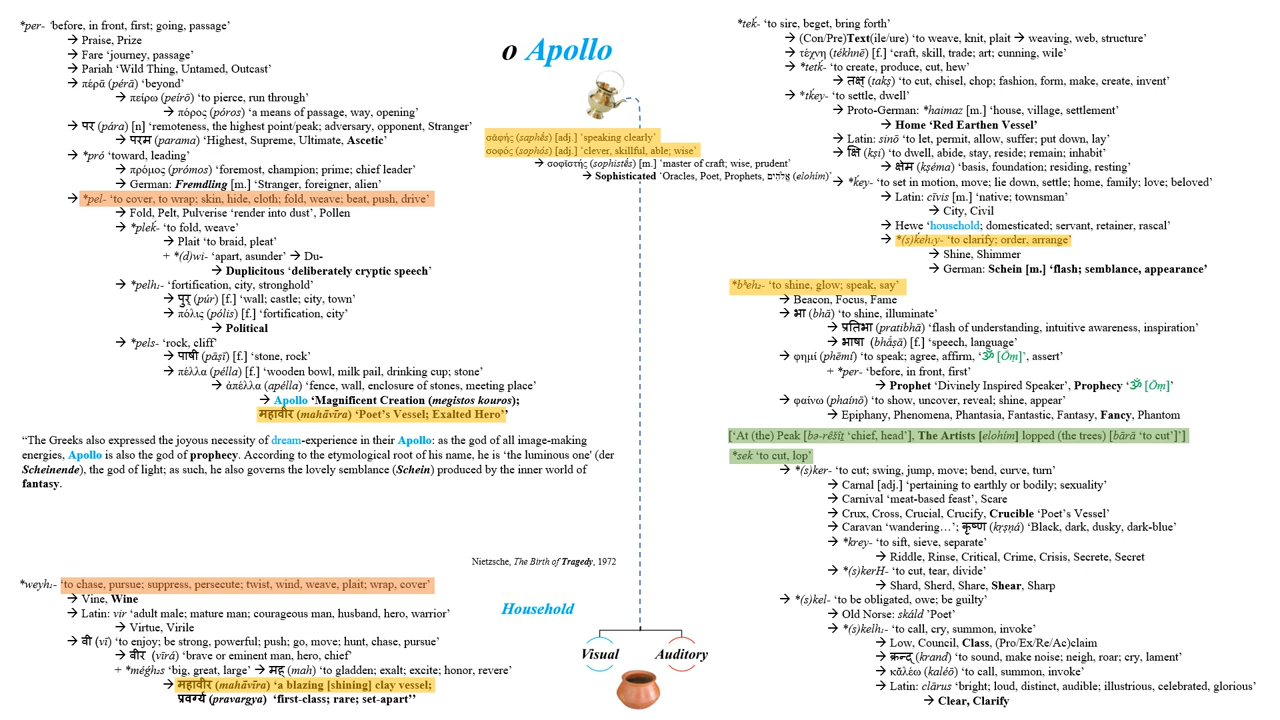 *per- ‘before, in front, first; going, passage’
→ Praise, Prize
→ Fare ‘journey, passage’
→ Pariah ‘Wild Thing, Untamed, Outcast’
→ πέρᾱ (pérā) ‘beyond’
→ πείρω (peírō) ‘to pierce, run through’
→ πόρος (póros) ‘a means of passage, way, opening’
→ पर (pára) [n] ‘remoteness, the highest point/peak; adversary, opponent, Stranger’
→ परम (parama) ‘Highest, Supreme, Ultimate, Ascetic’
→ *pró ‘toward, leading’
→ πρόμος (prómos) ‘foremost, champion; prime; chief leader’
→ German: Fremdling [m.] ‘Stranger, foreigner, alien’
→ *pel- ‘to cover, to wrap; skin, hide, cloth; fold, weave; beat, push, drive’
→ Fold, Pelt, Pulverise ‘render into dust’, Pollen
→ *pleḱ- ‘to fold, weave’
→ Plait ‘to braid, pleat’
+ *(d)wi- ‘apart, asunder’ → Du-
→ Duplicitous ‘deliberately cryptic speech’
→ *pelh₁- ‘fortification, city, stronghold’
→ पुर् (púr) [f.] ‘wall; castle; city, town’
→ πόλις (pólis) [f.] ‘fortification, city’
→ Political
→ *pels- ‘rock, cliff’
→ पाषी (pāṣī) [f.] ‘stone, rock’
→ πέλλα (pélla) [f.] ‘wooden bowl, milk pail, drinking cup; stone’
→ ἀπέλλα (apélla) ‘fence, wall, enclosure of stones, meeting place’
→ Apollo ‘Magnificent Creation (megistos kouros);
महावीर (mahāvīra) ‘Poet’s Vessel; Exalted Hero’’
“The Greeks also expressed the joyous necessity of dream-experience in their Apollo: as the god of all image-making
energies, Apollo is also the god of prophecy. According to the etymological root of his name, he is ‘the luminous one’ (der
Scheinende), the god of light; as such, he also governs the lovely semblance (Schein) produced by the inner world of
fantasy.
Nietzsche, The Birth of Tragedy, 1972
*weyh₁- ‘to chase, pursue; suppress, persecute; twist, wind, weave, plait; wrap, cover’
→ Vine, Wine
→ Latin: vir ‘adult male; mature man; courageous man, husband, hero, warrior’
→ Virtue, Virile
→ वी (vī) ‘to enjoy; be strong, powerful; push; go, move; hunt, chase, pursue’
→ वीर (vīrá) ‘brave or eminent man, hero, chief’
+ *méǵh₂s ‘big, great, large’ → मह् (mah) ‘to gladden; exalt; excite; honor, revere’
→ महावीर (mahāvīra) ‘a blazing [shining] clay vessel;
प्रवर्ग्य (pravargya) ‘first-class; rare; set-apart’’
o Apollo
σᾰφής (saphḗs) [adj.] ‘speaking clearly’
σοφός (sophós) [adj.] ‘clever, skillful, able; wise’
→ σοφῐστής (sophistḗs) [m.] ‘master of craft; wise, prudent’
→ Sophisticated ‘Oracles, Poet, Prophets, אֱלֹהִים (elohím)’
Household
Visual Auditory
*teḱ- ‘to sire, beget, bring forth’
→ (Con/Pre)Text(ile/ure) ‘to weave, knit, plait → weaving, web, structure’
→ τέχνη (tékhnē) [f.] ‘craft, skill, trade; art; cunning, wile’
→ *tetḱ- ‘to create, produce, cut, hew’
→ तक्ष् (takṣ) ‘to cut, chisel, chop; fashion, form, make, create, invent’
→ *tḱey- ‘to settle, dwell’
→ Proto-German: *haimaz [m.] ‘house, village, settlement’
→ Home ‘Red Earthen Vessel’
→ Latin: sinō ‘to let, permit, allow, suffer; put down, lay’
→ क्षि (kṣi) ‘to dwell, abide, stay, reside; remain; inhabit’
→ क्षेम (kṣéma) ‘basis, foundation; residing, resting’
→ *ḱey- ‘to set in motion, move; lie down, settle; home, family; love; beloved’
→ Latin: cīvis [m.] ‘native; townsman’
→ City, Civil
→ Hewe ‘household; domesticated; servant, retainer, rascal’
→ *(s)ḱeh₁y- ‘to clarify; order, arrange’
→ Shine, Shimmer
→ German: Schein [m.] ‘flash; semblance, appearance’
*bʰeh₂- ‘to shine, glow; speak, say’
→ Beacon, Focus, Fame
→ भा (bhā) ‘to shine, illuminate’
→ प्रतिभा (pratibhā) ‘flash of understanding, intuitive awareness, inspiration’
→ भाषा (bhāṣā) [f.] ‘speech, language’
→ φημί (phēmí) ‘to speak; agree, affirm, ‘ॐ [Ōṃ]’, assert’
+ *per- ‘before, in front, first’
→ Prophet ‘Divinely Inspired Speaker’, Prophecy ‘ॐ [Ōṃ]’
→ φαίνω (phaínō) ‘to show, uncover, reveal; shine, appear’
→ Epiphany, Phenomena, Phantasia, Fantastic, Fantasy, Fancy, Phantom
[‘At (the) Peak [bə-rêšîṯ ‘chief, head’], The Artists [elohím] lopped (the trees) [bārā ‘to cut’]’]
*sek ‘to cut, lop’
→ *(s)ker- ‘to cut; swing, jump, move; bend, curve, turn’
→ Carnal [adj.] ‘pertaining to earthly or bodily; sexuality’
→ Carnival ‘meat-based feast’, Scare
→ Crux, Cross, Crucial, Crucify, Crucible ‘Poet’s Vessel’
→ Caravan ‘wandering…’; कृष्ण (kṛṣṇá) ‘Black, dark, dusky, dark-blue’
→ *krey- ‘to sift, sieve, separate’
→ Riddle, Rinse, Critical, Crime, Crisis, Secrete, Secret
→ *(s)kerH- ‘to cut, tear, divide’
→ Shard, Sherd, Share, Shear, Sharp
→ *(s)kel- ‘to be obligated, owe; be guilty’
→ Old Norse: skáld ’Poet’
→ *(s)kelh₁- ‘to call, cry, summon, invoke’
→ Low, Council, Class, (Pro/Ex/Re/Ac)claim
→ क्रन्द् (krand) ‘to sound, make noise; neigh, roar; cry, lament’
→ κᾰλέω (kaléō) ‘to call, summon, invoke’
→ Latin: clārus ‘bright; loud, distinct, audible; illustrious, celebrated, glorious’
→ Clear, Clarify